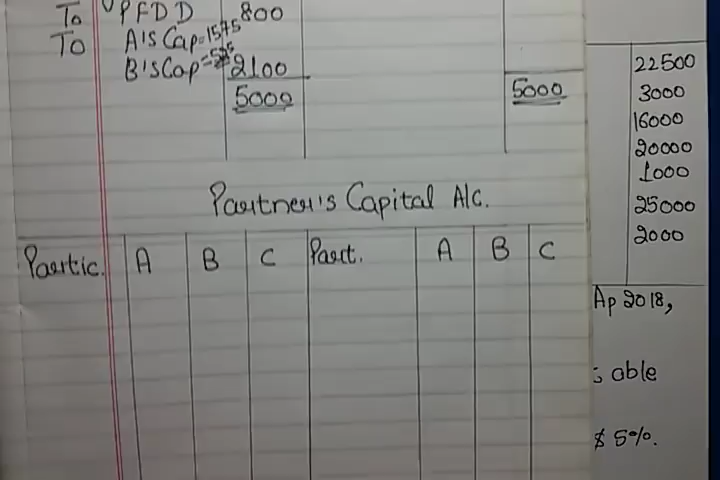 To PFDD 800
To A's Cap=1575
B's Cap= 2100
5000 5000
Partner's Capital A/c.
Partic. A B C Part. A B C
22500
3000
16000
20000
1000
25000
2000
Ap 2018,
able
$ 5%.